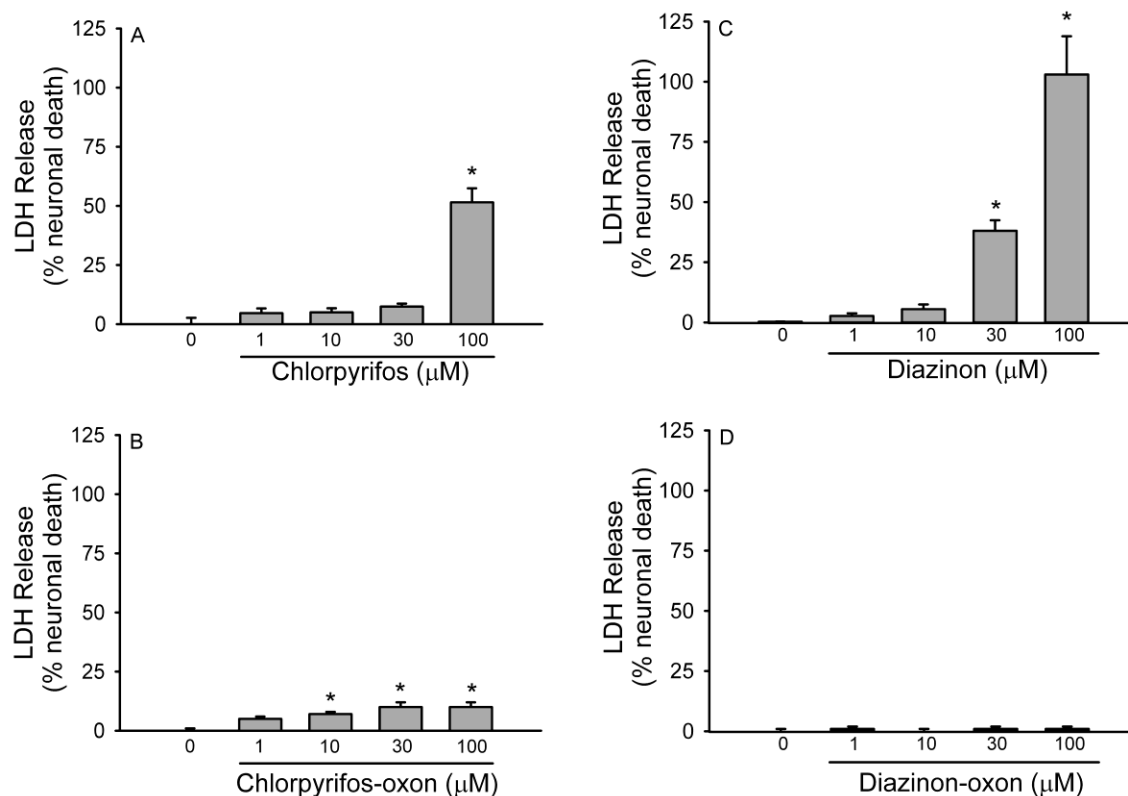 A
LDH Release
(% neuronal death)
125
100
75
50
25
0
*
0 1 10 30 100
Chlorpyrifos (μM)
C
LDH Release
(% neuronal death)
125
100
75
50
25
0
*
*
0 1 10 30 100
Diazinon (μM)
B
LDH Release
(% neuronal death)
125
100
75
50
25
0
* * *
0 1 10 30 100
Chlorpyrifos-oxon (μM)
D
LDH Release
(% neuronal death)
125
100
75
50
25
0
0 1 10 30 100
Diazinon-oxon (μM)